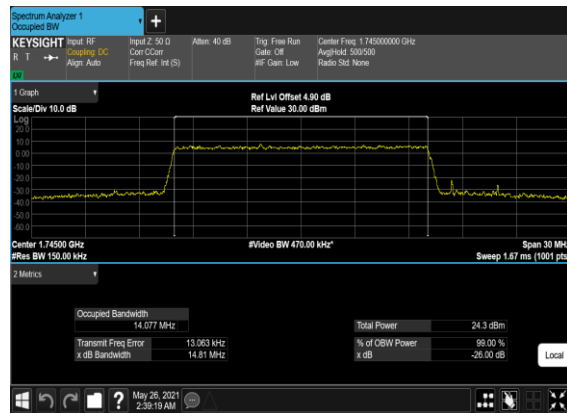 Spectrum Analyzer 1
Occupied BW
+
KEYSIGHT
R T
Input: RF
Coupling: DC
Align: Auto
Input Z: 50 Ω
Corr CCorr
Freq Ref: Int (S)
Atten: 40 dB
Trig: Free Run
Gate: Off
#IF Gain: Low
Center Freq: 1.745000000 GHz
Avg|Hold: 500/500
Radio Std: None
1 Graph
Scale/Div 10.0 dB
Ref Lvl Offset 4.90 dB
Ref Value 30.00 dBm
Log
20.0
10.0
0.00
-10.0
-20.0
-30.0
-40.0
-50.0
-60.0
Center 1.74500 GHz
#Res BW 150.00 kHz
#Video BW 470.00 kHz*
Span 30 MHz
Sweep 1.67 ms (1001 pts
2 Metrics
Occupied Bandwidth
14.077 MHz
Transmit Freq Error 13.063 kHz
x dB Bandwidth 14.81 MHz
Total Power 24.3 dBm
% of OBW Power 99.00 %
x dB -26.00 dB
Local
?
May 26, 2021
2:39:19 AM